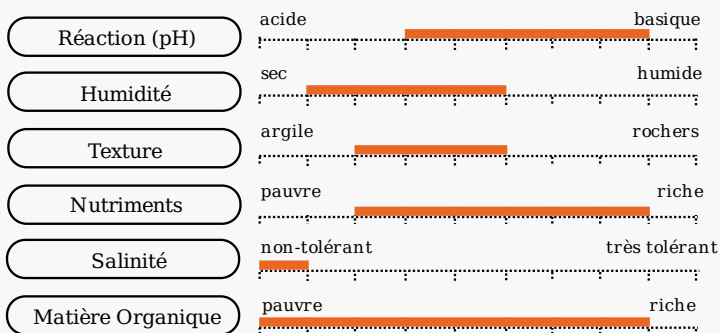 acide basique
Réaction (pH)
sec humide
Humidité
argile rochers
Texture
pauvre riche
Nutriments
non-tolérant très tolérant
Salinité
pauvre riche
Matière Organique